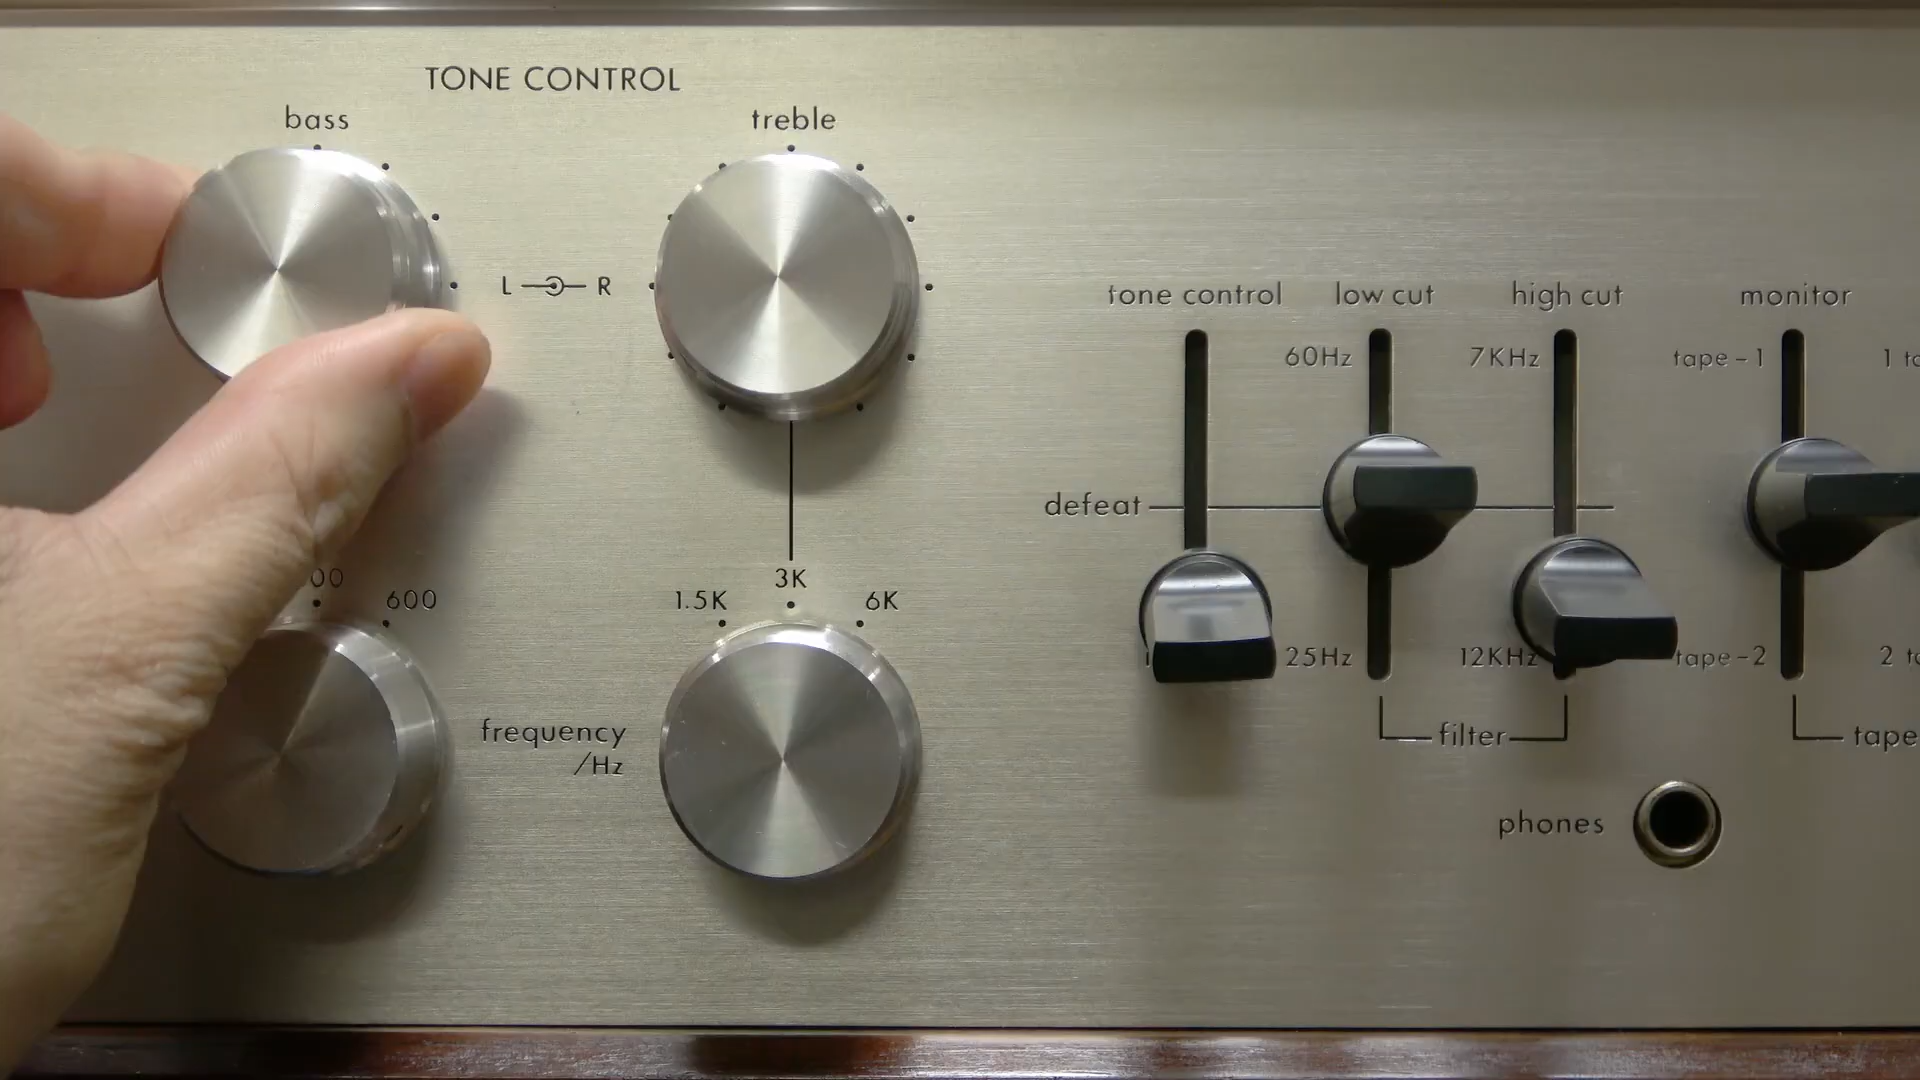 TONE CONTROL
bass
treble
L R
tone control
low cut
high cut
monitor
60Hz
7KHz
tape-1
defeat
600
1.5K
3K
6K
25Hz
12KHz
tape-2
filter
tape
frequency
/Hz
phones